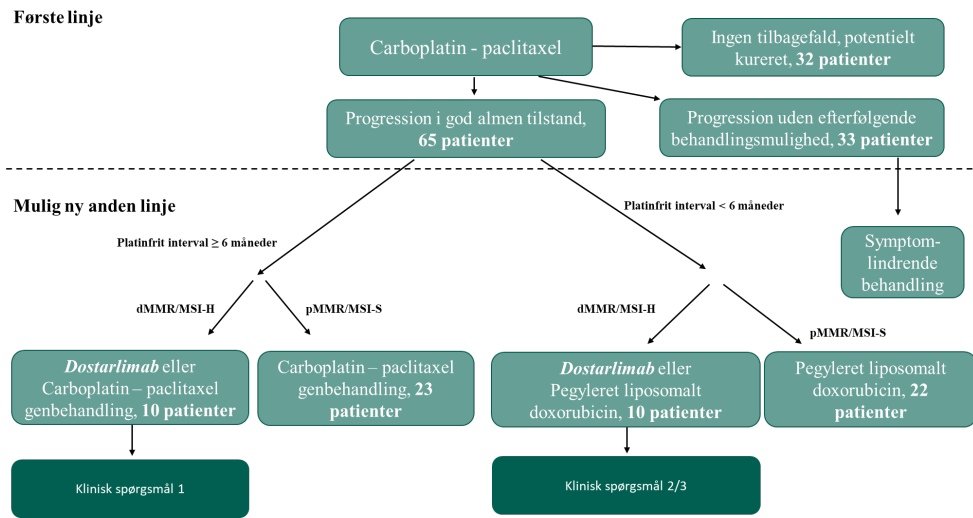 Første linje
Carboplatin - paclitaxel
Ingen tilbagefald, potentielt
kureret, 32 patienter
Progression i god almen tilstand,
65 patienter
Progression uden efterfølgende
behandlingsmulighed, 33 patienter
Mulig ny anden linje
Platinfrit interval ≥ 6 måneder
Platinfrit interval < 6 måneder
Symptom-
lindrende
behandling
dMMR/MSI-H
pMMR/MSI-S
dMMR/MSI-H
pMMR/MSI-S
Dostarlimab eller
Carboplatin – paclitaxel
genbehandling, 10 patienter
Carboplatin – paclitaxel
genbehandling, 23
patienter
Dostarlimab eller
Pegyleret liposomalt
doxorubicin, 10 patienter
Pegyleret liposomalt
doxorubicin, 22
patienter
Klinisk spørgsmål 1
Klinisk spørgsmål 2/3